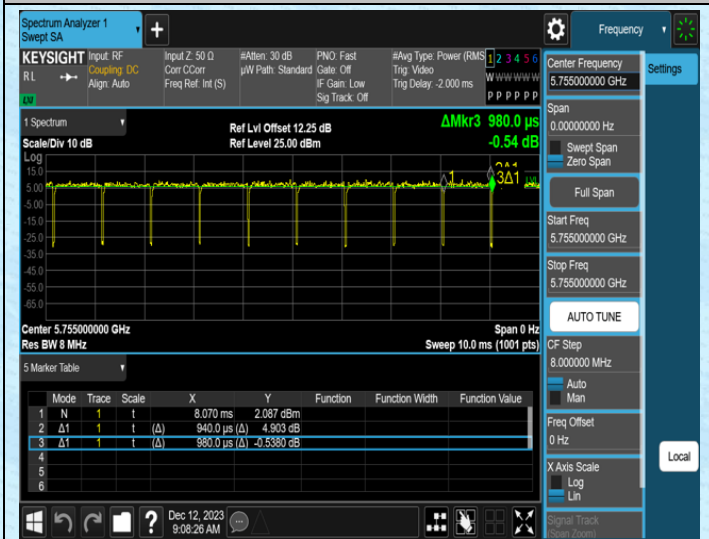 Spectrum Analyzer 1
Swept SA
Frequency
KEYSIGHT
RL
Input: RF
Coupling: DC
Align: Auto
Input Z: 50 Ω
Corr CCorr
Freq Ref: Int (S)
#Atten: 30 dB
µW Path: Standard
PNO: Fast
Gate: Off
IF Gain: Low
Sig Track: Off
#Avg Type: Power (RMS
Trig: Video
Trig Delay: -2.000 ms
1 2 3 4 5 6
W W W W W W
P P P P P P
LVI
1 Spectrum
Scale/Div 10 dB
Ref Lvl Offset 12.25 dB
Ref Level 25.00 dBm
ΔMkr3 980.0 µs
-0.54 dB
Log
15.0
5.00
-5.00
-15.0
-25.0
-35.0
-45.0
-55.0
-65.0
1
3Δ1
Center 5.755000000 GHz
Res BW 8 MHz
Span 0 Hz
Sweep 10.0 ms (1001 pts)
5 Marker Table
Mode Trace Scale X Y Function Function Width Function Value
1 N 1 t 8.070 ms 2.087 dBm
2 Δ1 1 t (Δ) 940.0 µs (Δ) 4.903 dB
3 Δ1 1 t (Δ) 980.0 µs (Δ) -0.5380 dB
4
5
6
Dec 12, 2023
9:08:26 AM
Center Frequency
5.755000000 GHz
Span
0.00000000 Hz
Swept Span
Zero Span
Full Span
Start Freq
5.755000000 GHz
Stop Freq
5.755000000 GHz
AUTO TUNE
CF Step
8.000000 MHz
Auto
Man
Freq Offset
0 Hz
X Axis Scale
Log
Lin
Signal Track
(Span Zoom)
Settings
Local